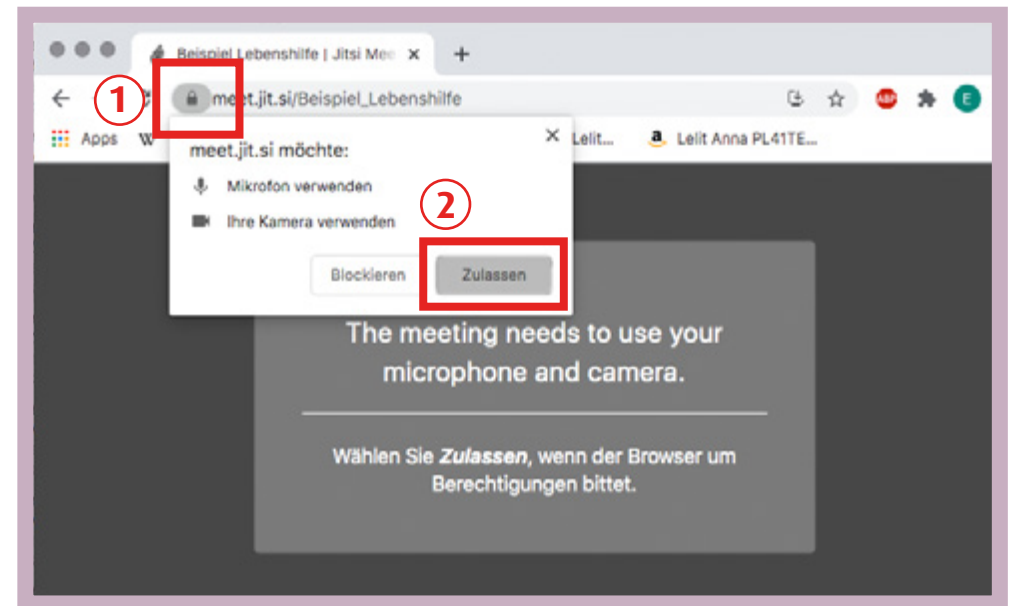 Beispiel Lebenshilfe | Jitsi Mee
1
meet.jit.si/Beispiel_Lebenshilfe
ABP
E
Apps
W
Lelit...
a Lelit Anna PL41TE...
meet.jit.si möchte:
Mikrofon verwenden
Ihre Kamera verwenden
2
Blockieren
Zulassen
The meeting needs to use your
microphone and camera.
Wählen Sie Zulassen, wenn der Browser um
Berechtigungen bittet.